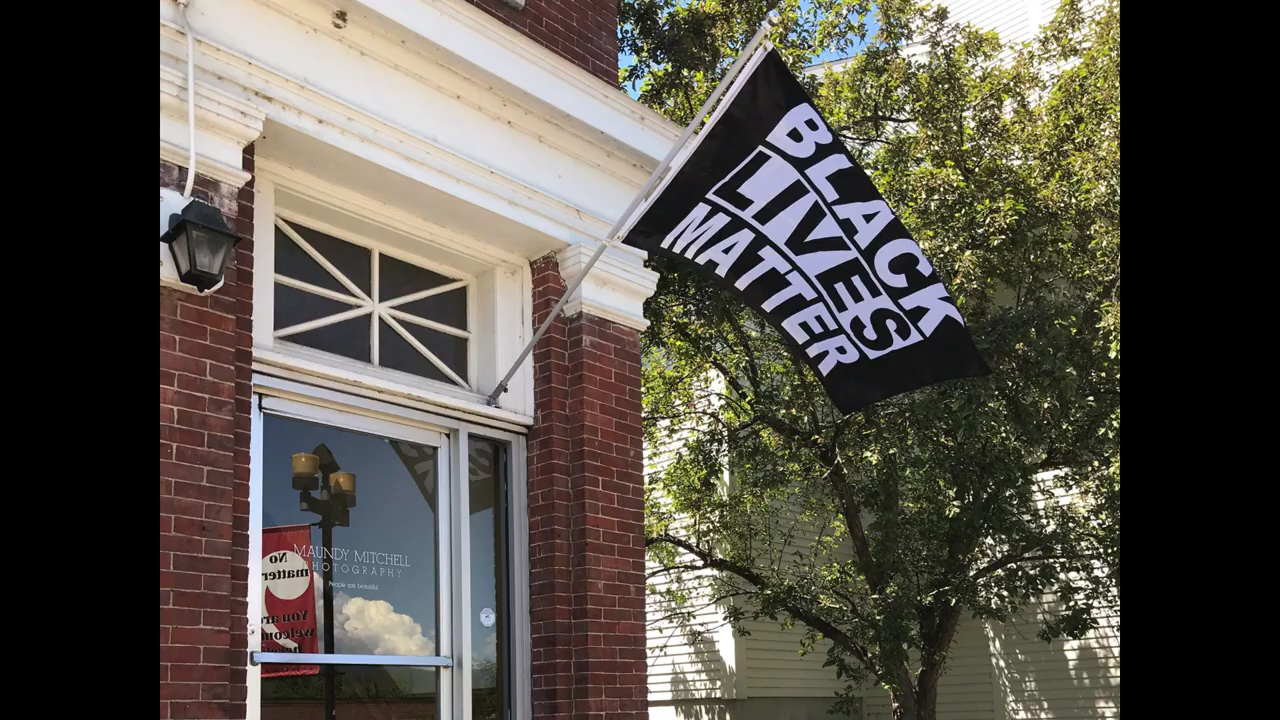 BLACK
LIVES
MATTER
MAUNDY MITCHELL
PHOTOGRAPHY
People are beautiful.
No
matter
You are
welcome